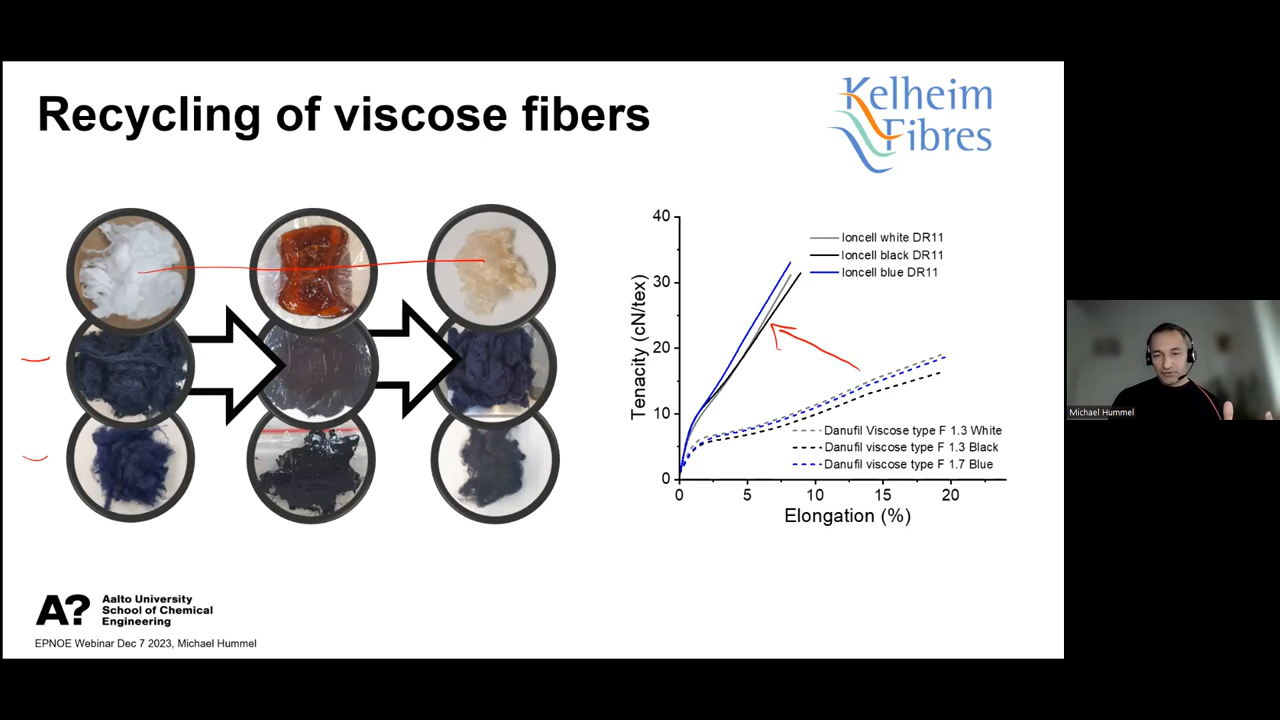 Recycling of viscose fibers
Kelheim
Fibres
40
30
20
10
0
0
5
10
15
20
Tenacity (cN/tex)
Elongation (%)
Ioncell white DR11
Ioncell black DR11
Ioncell blue DR11
Danufil Viscose type F 1.3 White
Danufil viscose type F 1.3 Black
Danufil viscose type F 1.7 Blue
Michael Hummel
A?
Aalto University
School of Chemical
Engineering
EPNOE Webinar Dec 7 2023, Michael Hummel